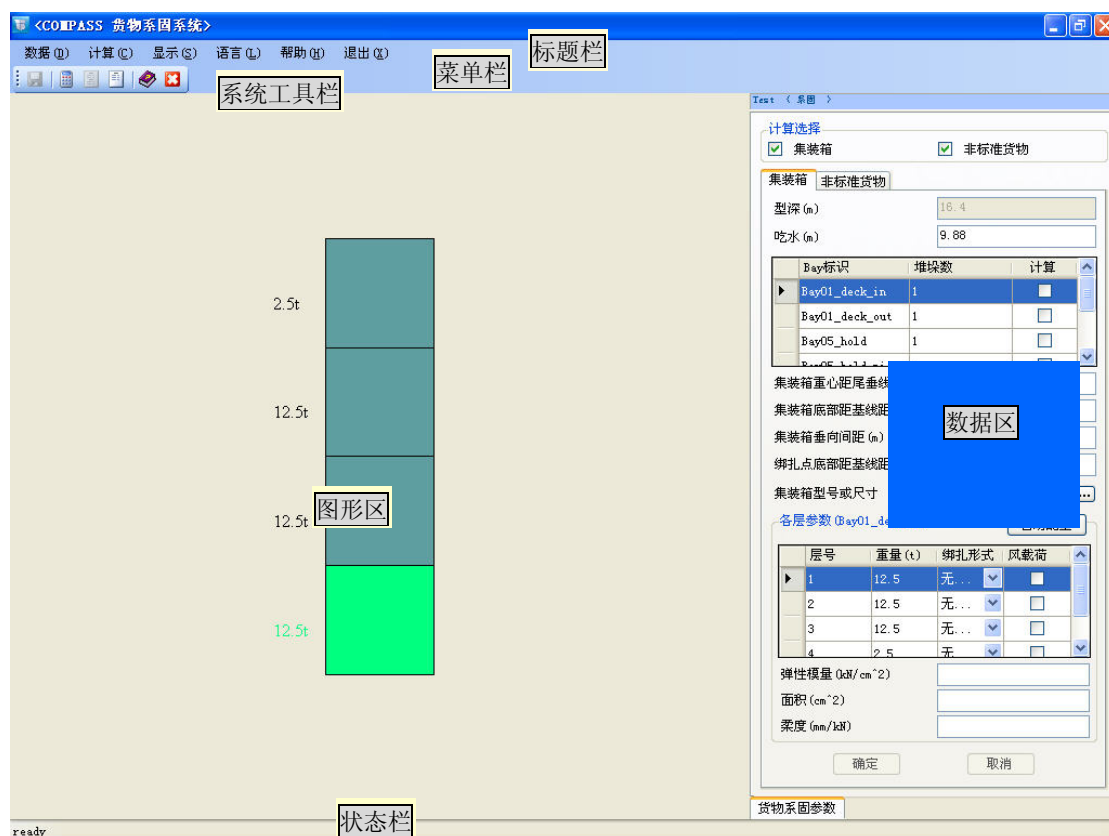 <COMPASS 货物系固系统>
标题栏
数据(D) 计算(C) 显示(S) 语言(L) 帮助(H) 退出(X)
菜单栏
系统工具栏
Test 〈 系固 〉
计算选择
集装箱 非标准货物
集装箱 非标准货物
型深(m) 16.4
吃水(m) 9.88
Bay标识 堆垛数 计算
Bay01_deck_in 1
Bay01_deck_out 1
Bay05_hold 1
集装箱重心距尾垂线
集装箱底部距基线距
集装箱垂向间距(m)
绑扎点底部距基线距
集装箱型号或尺寸 ...
数据区
各层参数(Bay01_de
层号 重量(t) 绑扎形式 风载荷
1 12.5 无...
2 12.5 无...
3 12.5 无...
4 2.5 无
弹性模量(kN/cm^2)
面积(cm^2)
柔度(mm/kN)
确定 取消
货物系固参数
2.5t
12.5t
12.5t
图形区
12.5t
状态栏
ready